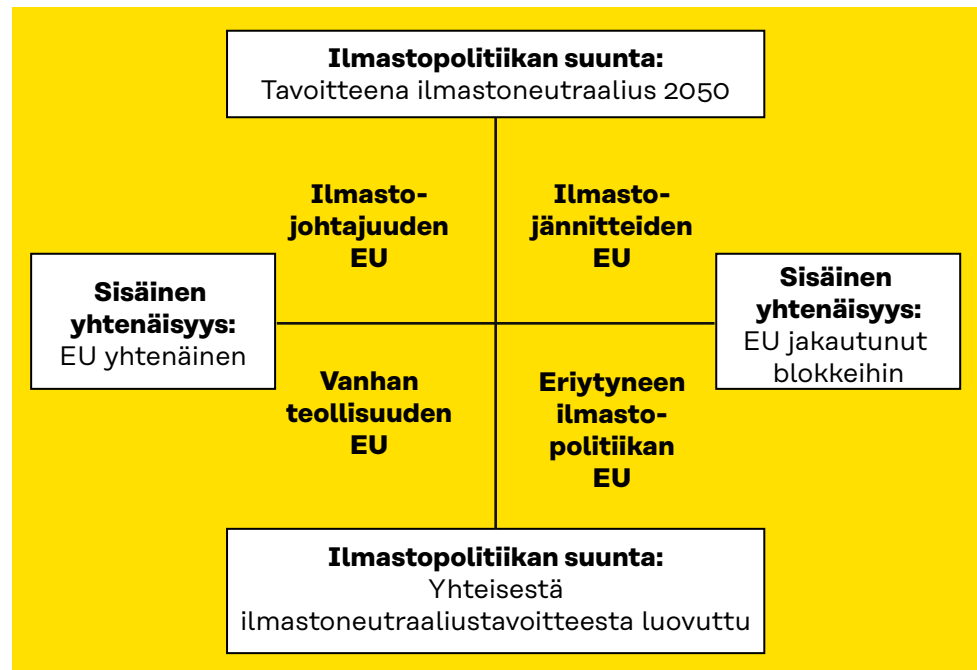 Ilmastopolitiikan suunta:
Tavoitteena ilmastoneutraalius 2050
Ilmasto-
johtajuuden
EU
Ilmasto-
jännitteiden
EU
Sisäinen
yhtenäisyys:
EU yhtenäinen
Sisäinen
yhtenäisyys:
EU jakautunut
blokkeihin
Vanhan
teollisuuden
EU
Eriytyneen
ilmasto-
politiikan
EU
Ilmastopolitiikan suunta:
Yhteisestä
ilmastoneutraaliustavoitteesta luovuttu